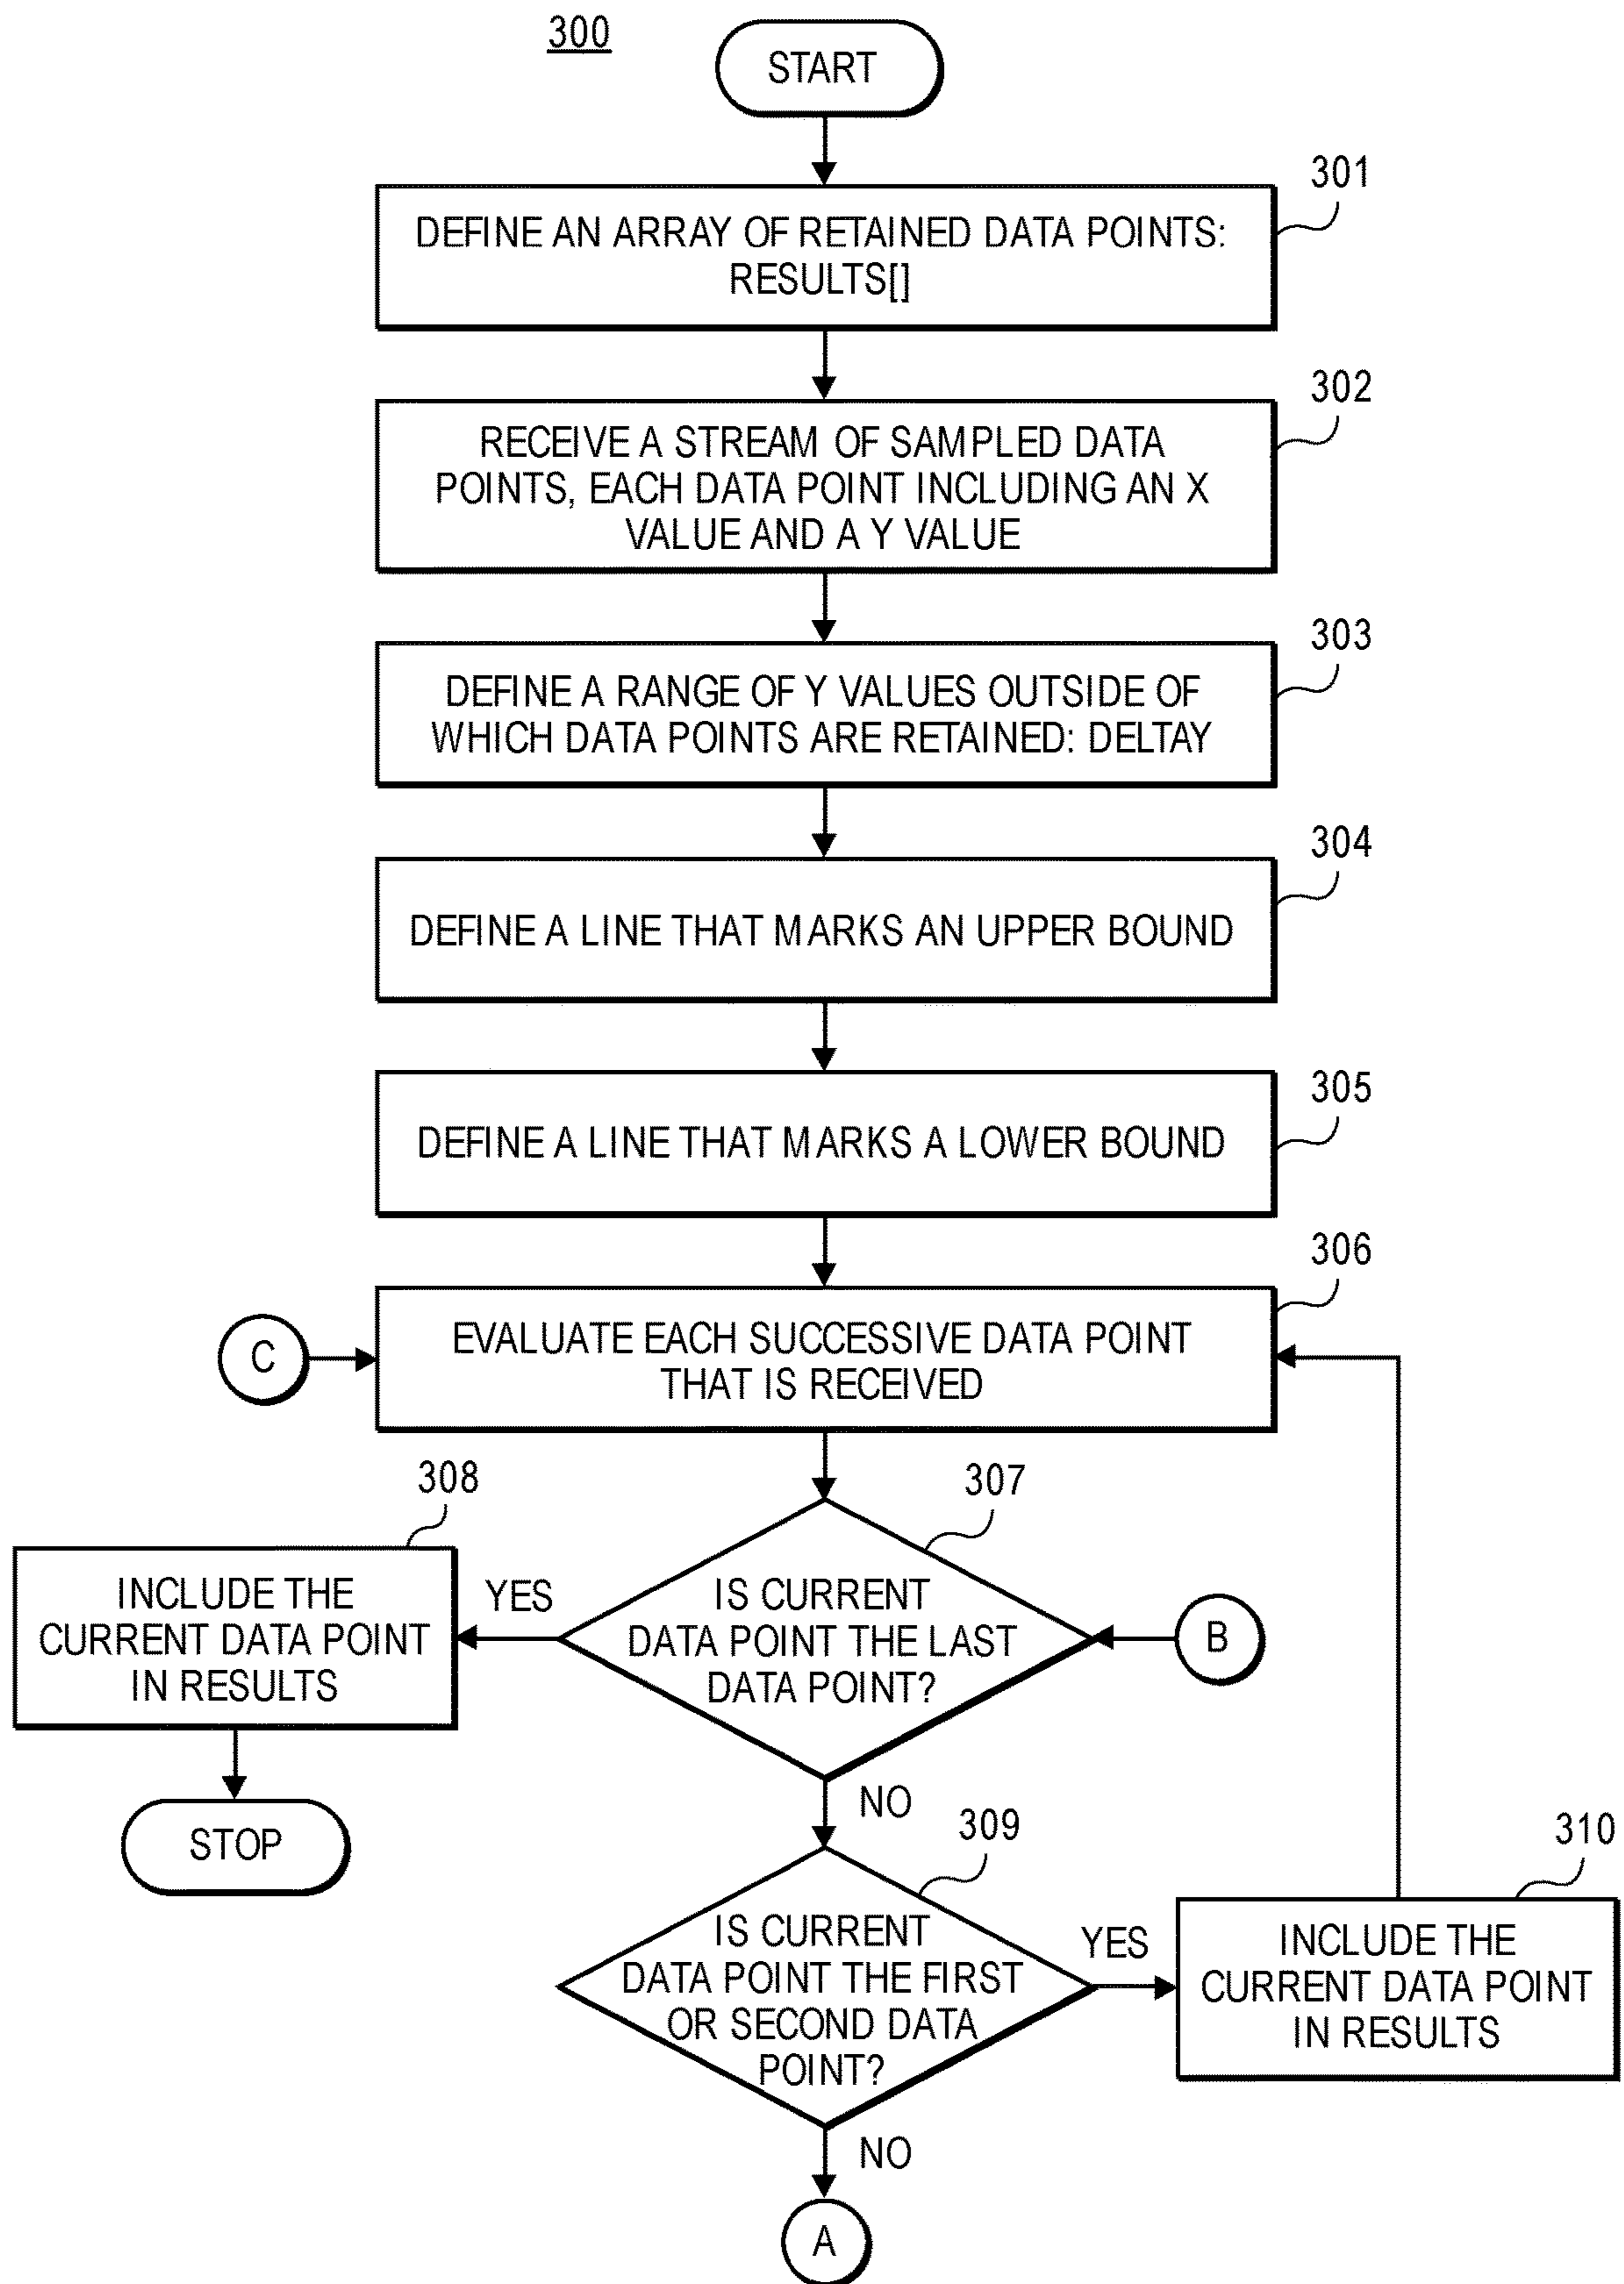 300
START
301
DEFINE AN ARRAY OF RETAINED DATA POINTS:
RESULTS[]
302
RECEIVE A STREAM OF SAMPLED DATA
POINTS, EACH DATA POINT INCLUDING AN X
VALUE AND A Y VALUE
303
DEFINE A RANGE OF Y VALUES OUTSIDE OF
WHICH DATA POINTS ARE RETAINED: DELTAY
304
DEFINE A LINE THAT MARKS AN UPPER BOUND
305
DEFINE A LINE THAT MARKS A LOWER BOUND
306
C
EVALUATE EACH SUCCESSIVE DATA POINT
THAT IS RECEIVED
307
IS CURRENT
DATA POINT THE LAST
DATA POINT?
B
YES
308
INCLUDE THE
CURRENT DATA POINT
IN RESULTS
STOP
NO
309
IS CURRENT
DATA POINT THE FIRST
OR SECOND DATA
POINT?
YES
310
INCLUDE THE
CURRENT DATA POINT
IN RESULTS
NO
A